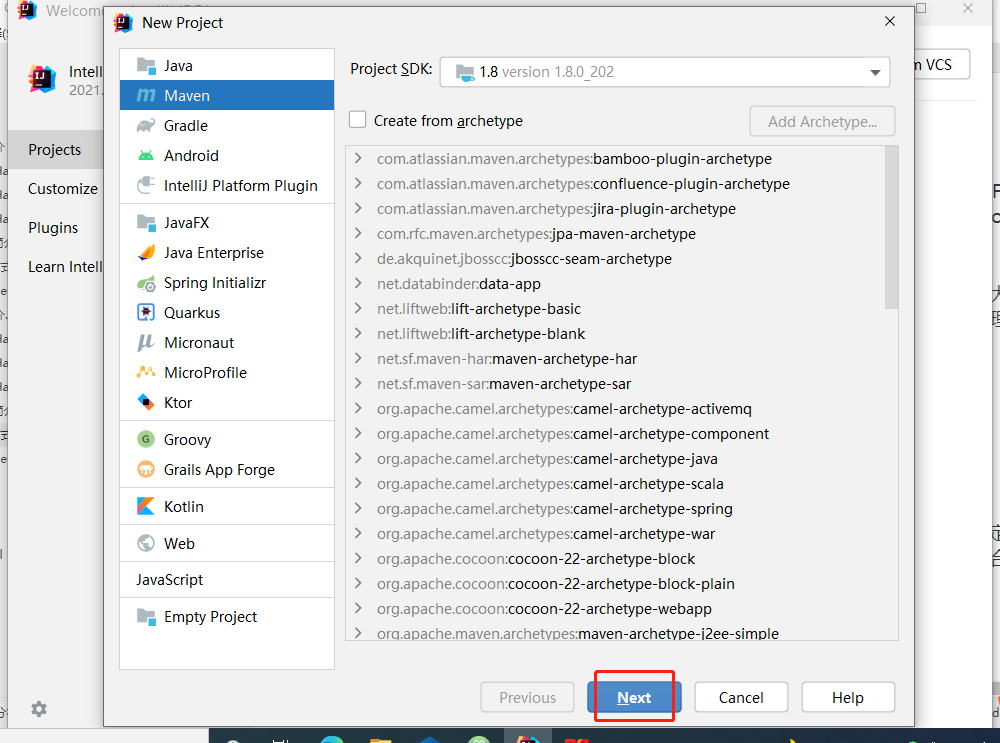 Welcome
New Project
Intell
2021.
m VCS
Projects
Customize
Plugins
Learn Intell
Java
Maven
Gradle
Android
IntelliJ Platform Plugin
JavaFX
Java Enterprise
Spring Initializr
Quarkus
Micronaut
MicroProfile
Ktor
Groovy
Grails App Forge
Kotlin
Web
JavaScript
Empty Project
Project SDK: 1.8 version 1.8.0_202
Create from archetype
Add Archetype...
com.atlassian.maven.archetypes:bamboo-plugin-archetype
com.atlassian.maven.archetypes:confluence-plugin-archetype
com.atlassian.maven.archetypes:jira-plugin-archetype
com.rfc.maven.archetypes:jpa-maven-archetype
de.akquinet.jbosscc:jbosscc-seam-archetype
net.databinder:data-app
net.liftweb:lift-archetype-basic
net.liftweb:lift-archetype-blank
net.sf.maven-har:maven-archetype-har
net.sf.maven-sar:maven-archetype-sar
org.apache.camel.archetypes:camel-archetype-activemq
org.apache.camel.archetypes:camel-archetype-component
org.apache.camel.archetypes:camel-archetype-java
org.apache.camel.archetypes:camel-archetype-scala
org.apache.camel.archetypes:camel-archetype-spring
org.apache.camel.archetypes:camel-archetype-war
org.apache.cocoon:cocoon-22-archetype-block
org.apache.cocoon:cocoon-22-archetype-block-plain
org.apache.cocoon:cocoon-22-archetype-webapp
org.apache.maven.archetypes:maven-archetype-j2ee-simple
Previous
Next
Cancel
Help